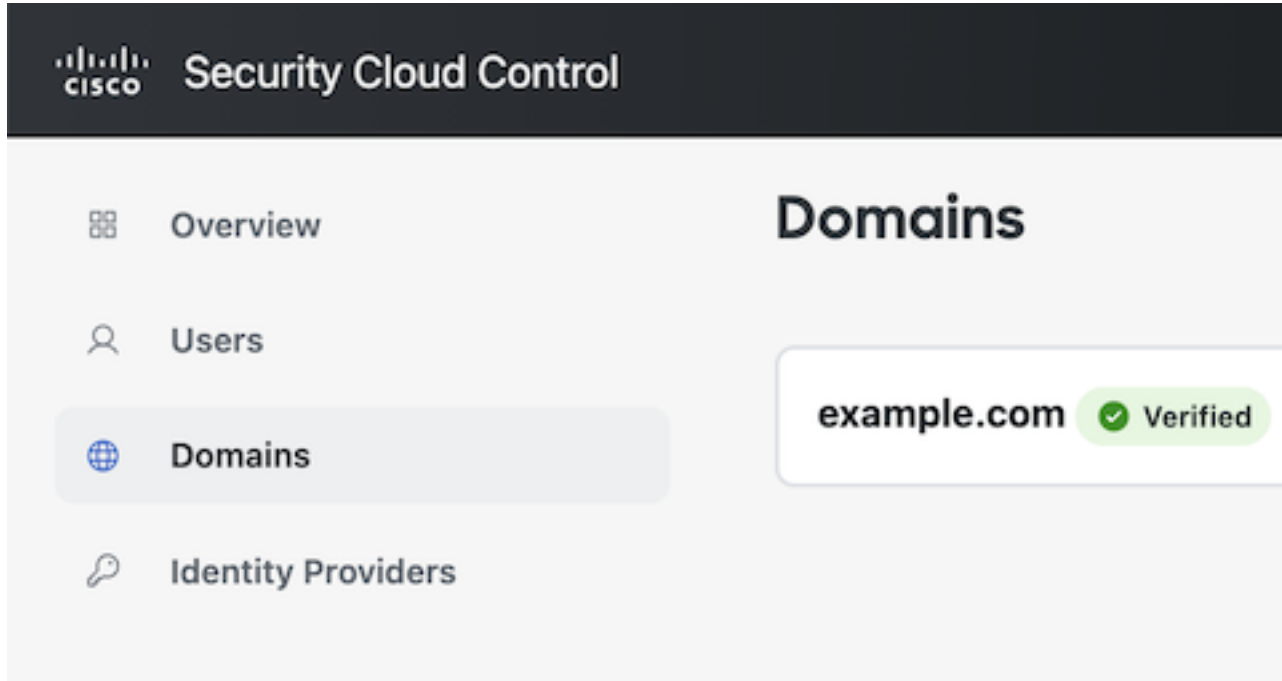 CISCO Security Cloud Control
Overview
Users
Domains
Identity Providers
Domains
example.com Verified